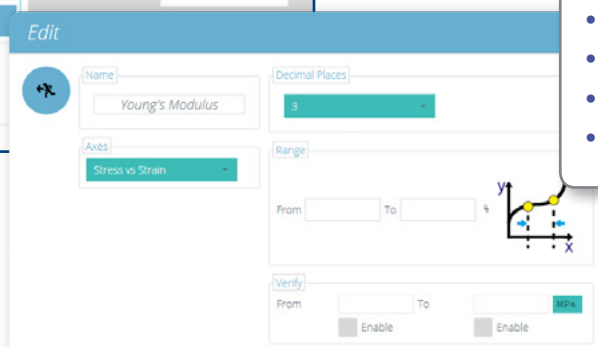 Edit
Name
Young's Modulus
Decimal Places
3
Axes
Stress vs Strain
Range
From To %
y
x
Verify
From To MPa
Enable Enable